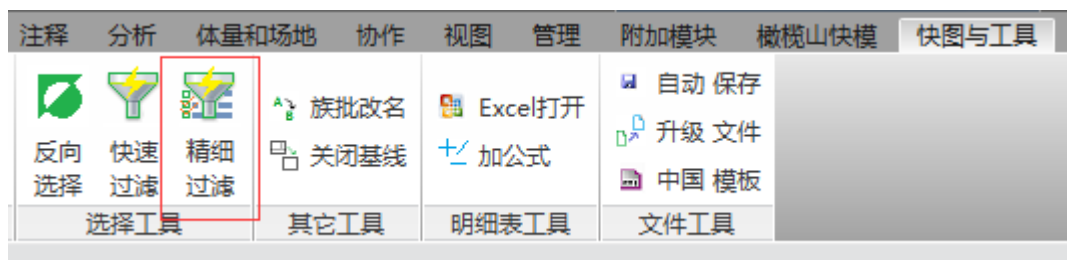 注释 分析 体量和场地 协作 视图 管理 附加模块 橄榄山快模 快图与工具
反向
选择
快速
过滤
精细
过滤
族批改名
关闭基线
Excel打开
加公式
自动 保存
升级 文件
中国 模板
选择工具 其它工具 明细表工具 文件工具